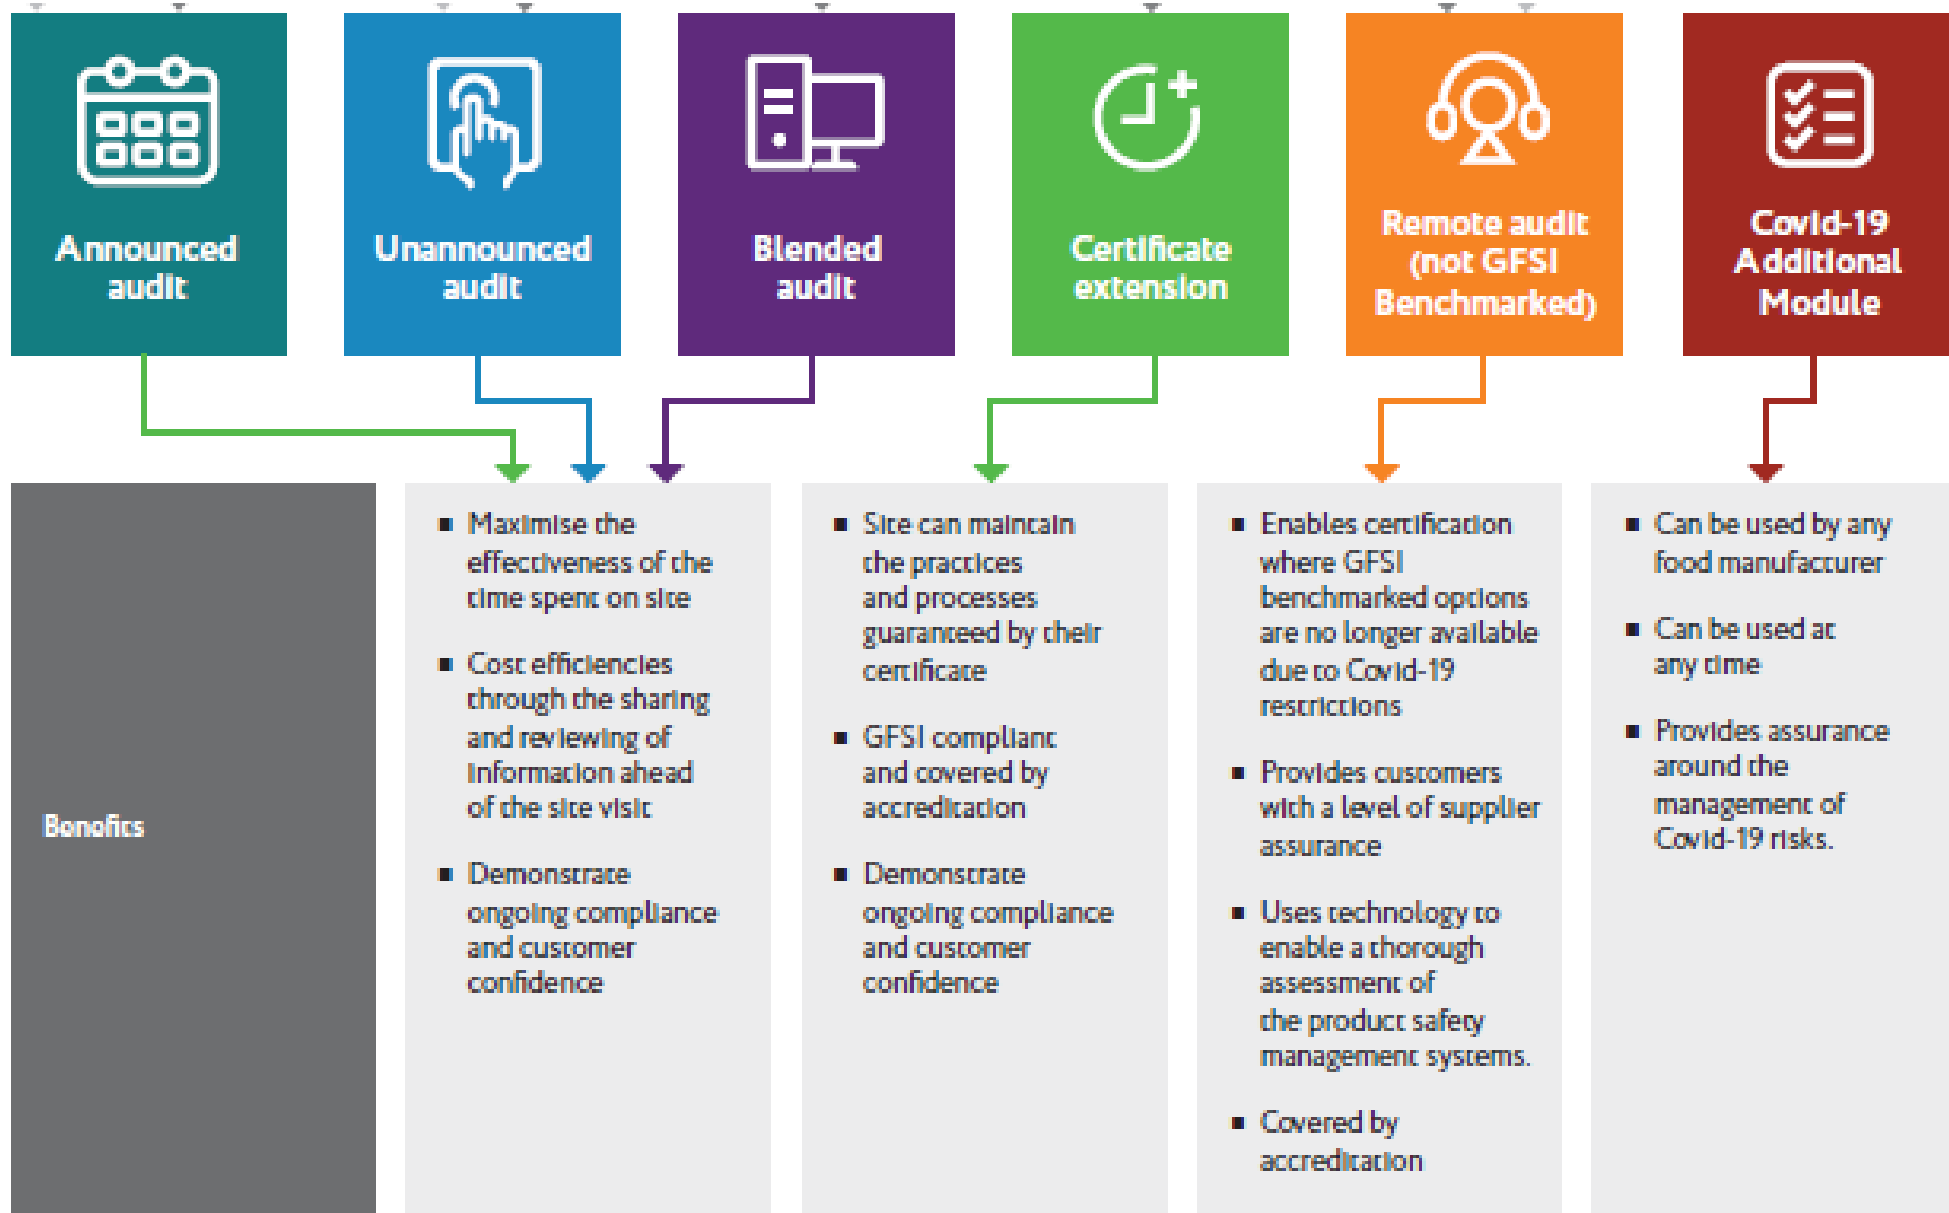 Announced
audit
Unannounced
audit
Blended
audit
Certificate
extension
Remote audit
(not GFSI
Benchmarked)
Covid-19
Additional
Module
Benefits
■ Maximise the
effectiveness of the
time spent on site
■ Cost efficiencies
through the sharing
and reviewing of
information ahead
of the site visit
■ Demonstrate
ongoing compliance
and customer
confidence
■ Site can maintain
the practices
and processes
guaranteed by their
certificate
■ GFSI compliant
and covered by
accreditation
■ Demonstrate
ongoing compliance
and customer
confidence
■ Enables certification
where GFSI
benchmarked options
are no longer available
due to Covid-19
restrictions
■ Provides customers
with a level of supplier
assurance
■ Uses technology to
enable a thorough
assessment of
the product safety
management systems.
■ Covered by
accreditation
■ Can be used by any
food manufacturer
■ Can be used at
any time
■ Provides assurance
around the
management of
Covid-19 risks.